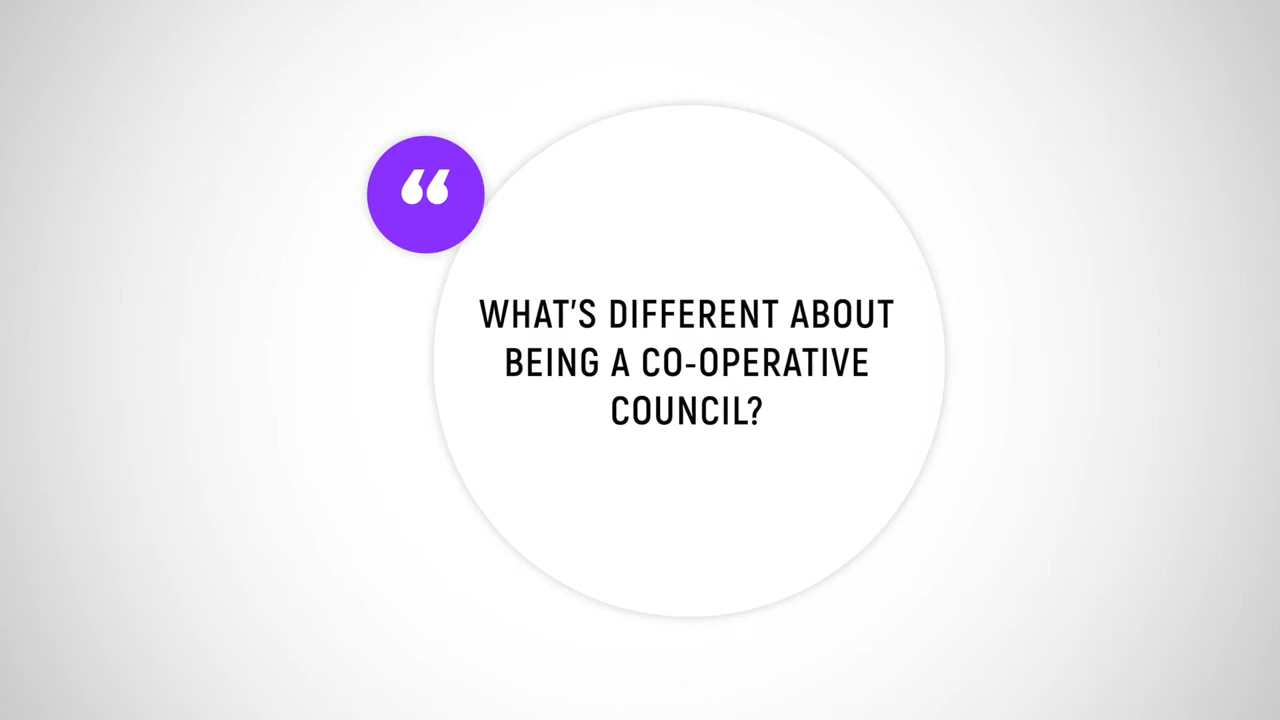 “
WHAT'S DIFFERENT ABOUT
BEING A CO-OPERATIVE
COUNCIL?